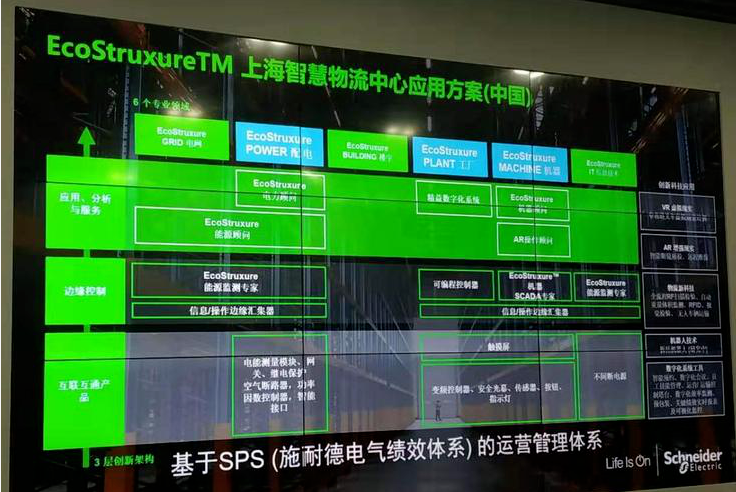 EcoStruxureTM 上海智慧物流中心应用方案(中国)
6 个专业领域
EcoStruxure
GRID 电网
EcoStruxure
POWER 配电
EcoStruxure
BUILDING 楼宇
EcoStruxure
PLANT 工厂
EcoStruxure
MACHINE 机器
EcoStruxure
IT 信息技术
应用、分析
与服务
EcoStruxure
电力顾问
EcoStruxure
能源顾问
精益数字化系统
EcoStruxure
机器顾问
AR操作顾问
边缘控制
EcoStruxure
能源监测专家
信息/操作边缘汇集器
可编程控制器
EcoStruxure™
机器
SCADA专家
EcoStruxure
能源监测专家
信息/操作边缘汇集器
互联互通产
品
电能测量模块、网
关、继电保护
空气断路器，功率
因数控制器，智能
接口
触摸屏
变频控制器、安全光幕、传感器、按钮、
指示灯
不间断电源
创新科技应用
VR 虚拟现实
AR 增强现实
物流新科技
机器人技术
数字化系统工具
3 层创新架构
基于SPS (施耐德电气绩效体系) 的运营管理体系
Life Is On
Schneider
Electric